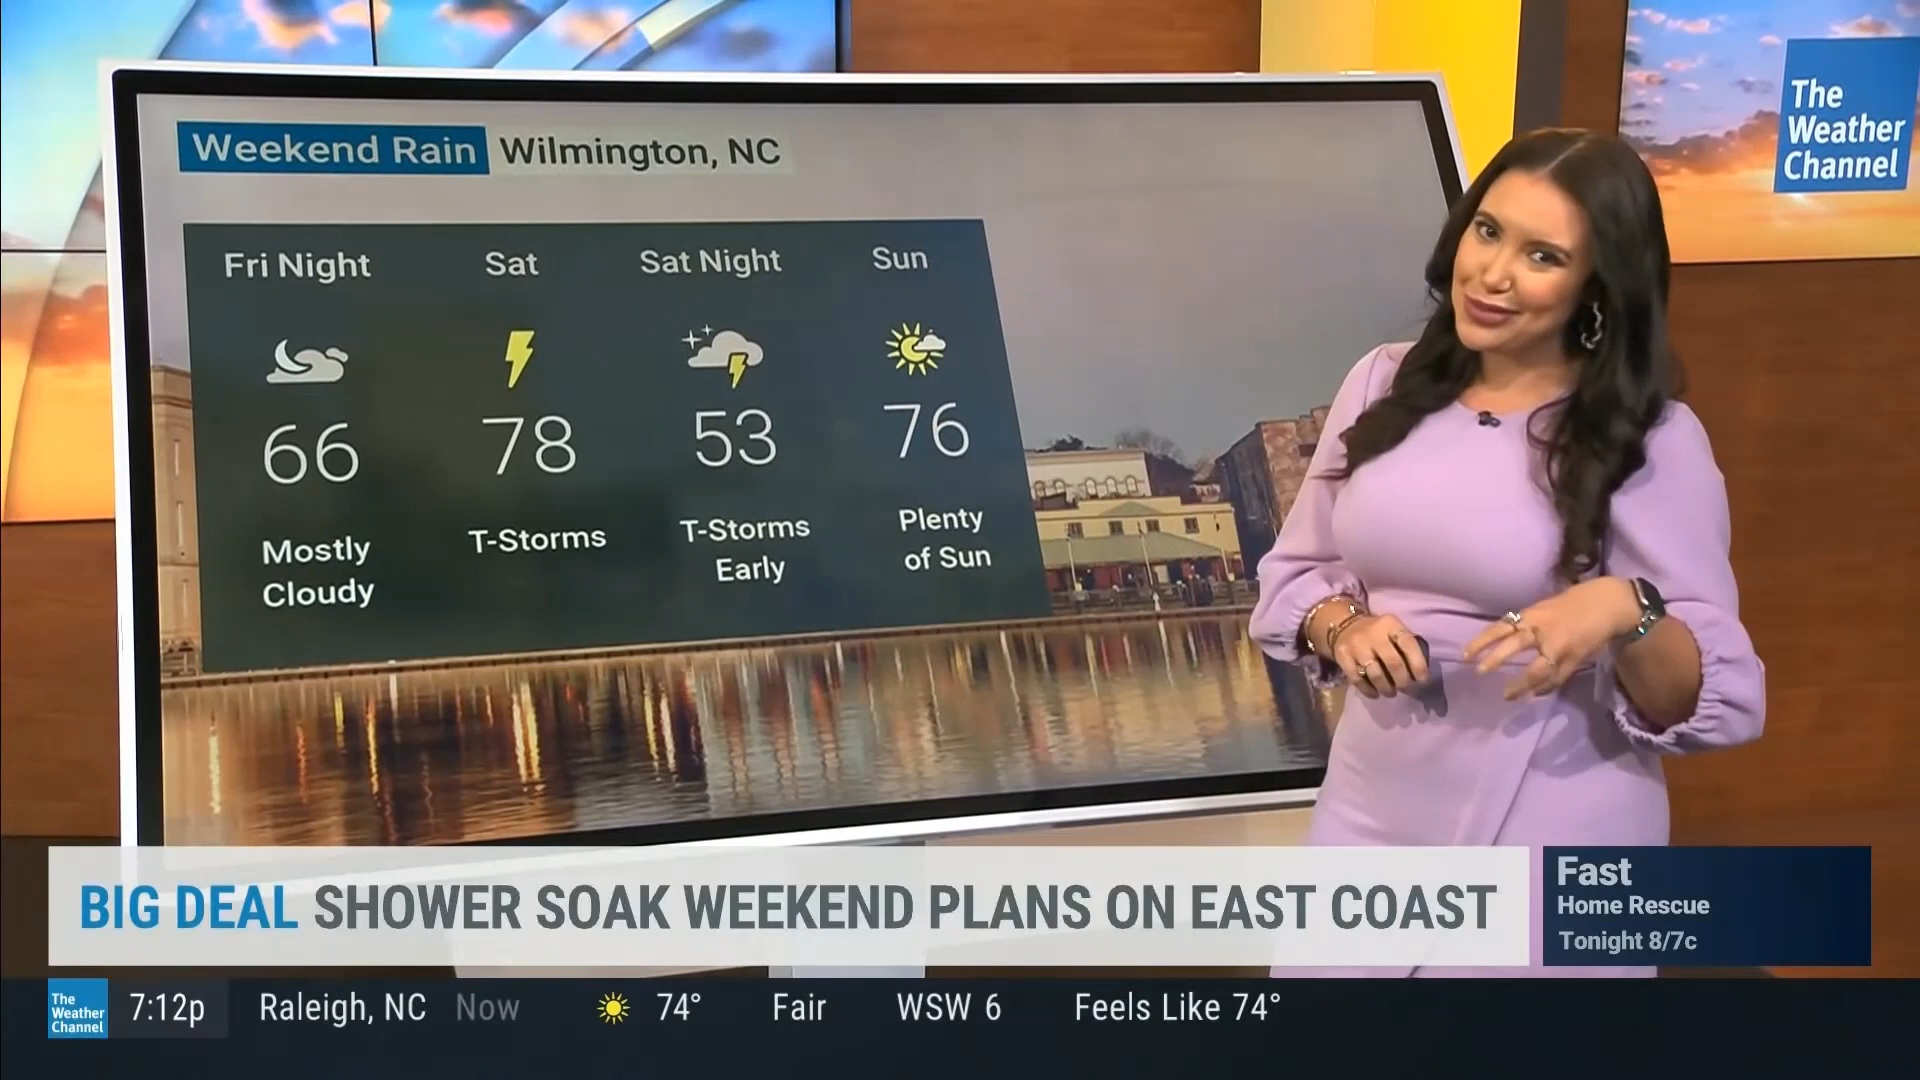 The
Weather
Channel
Weekend Rain Wilmington, NC
Fri Night Sat Sat Night Sun
66 78 53 76
Mostly
Cloudy
T-Storms
T-Storms
Early
Plenty
of Sun
BIG DEAL SHOWER SOAK WEEKEND PLANS ON EAST COAST
Fast
Home Rescue
Tonight 8/7c
The
Weather
Channel
7:12p Raleigh, NC Now 74° Fair WSW 6 Feels Like 74°